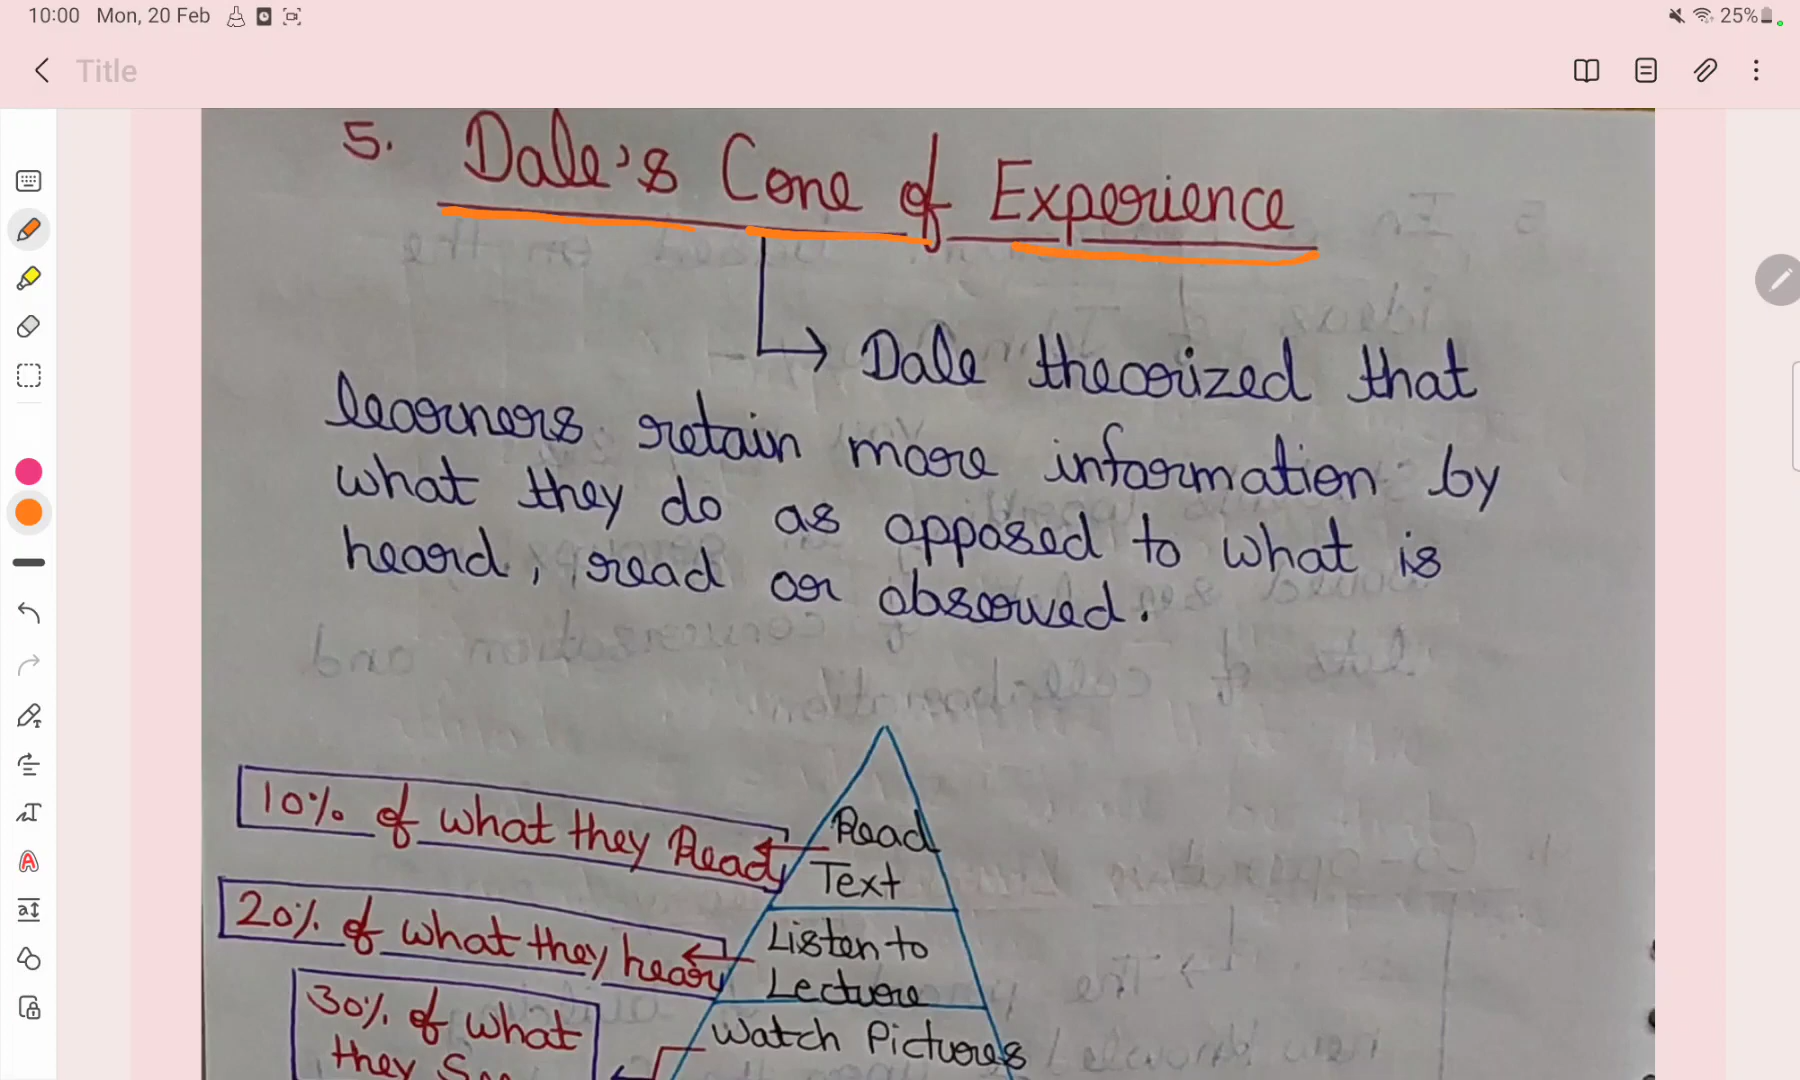 10:00 Mon, 20 Feb
25%
Title
5. Dale's Cone of Experience
Dale theorized that
learners retain more information by
what they do as opposed to what is
heard, read or observed.
10% of what they Read
Read
Text
20% of what they hear
Listen to
Lecture
30% of what
they See
Watch Pictures